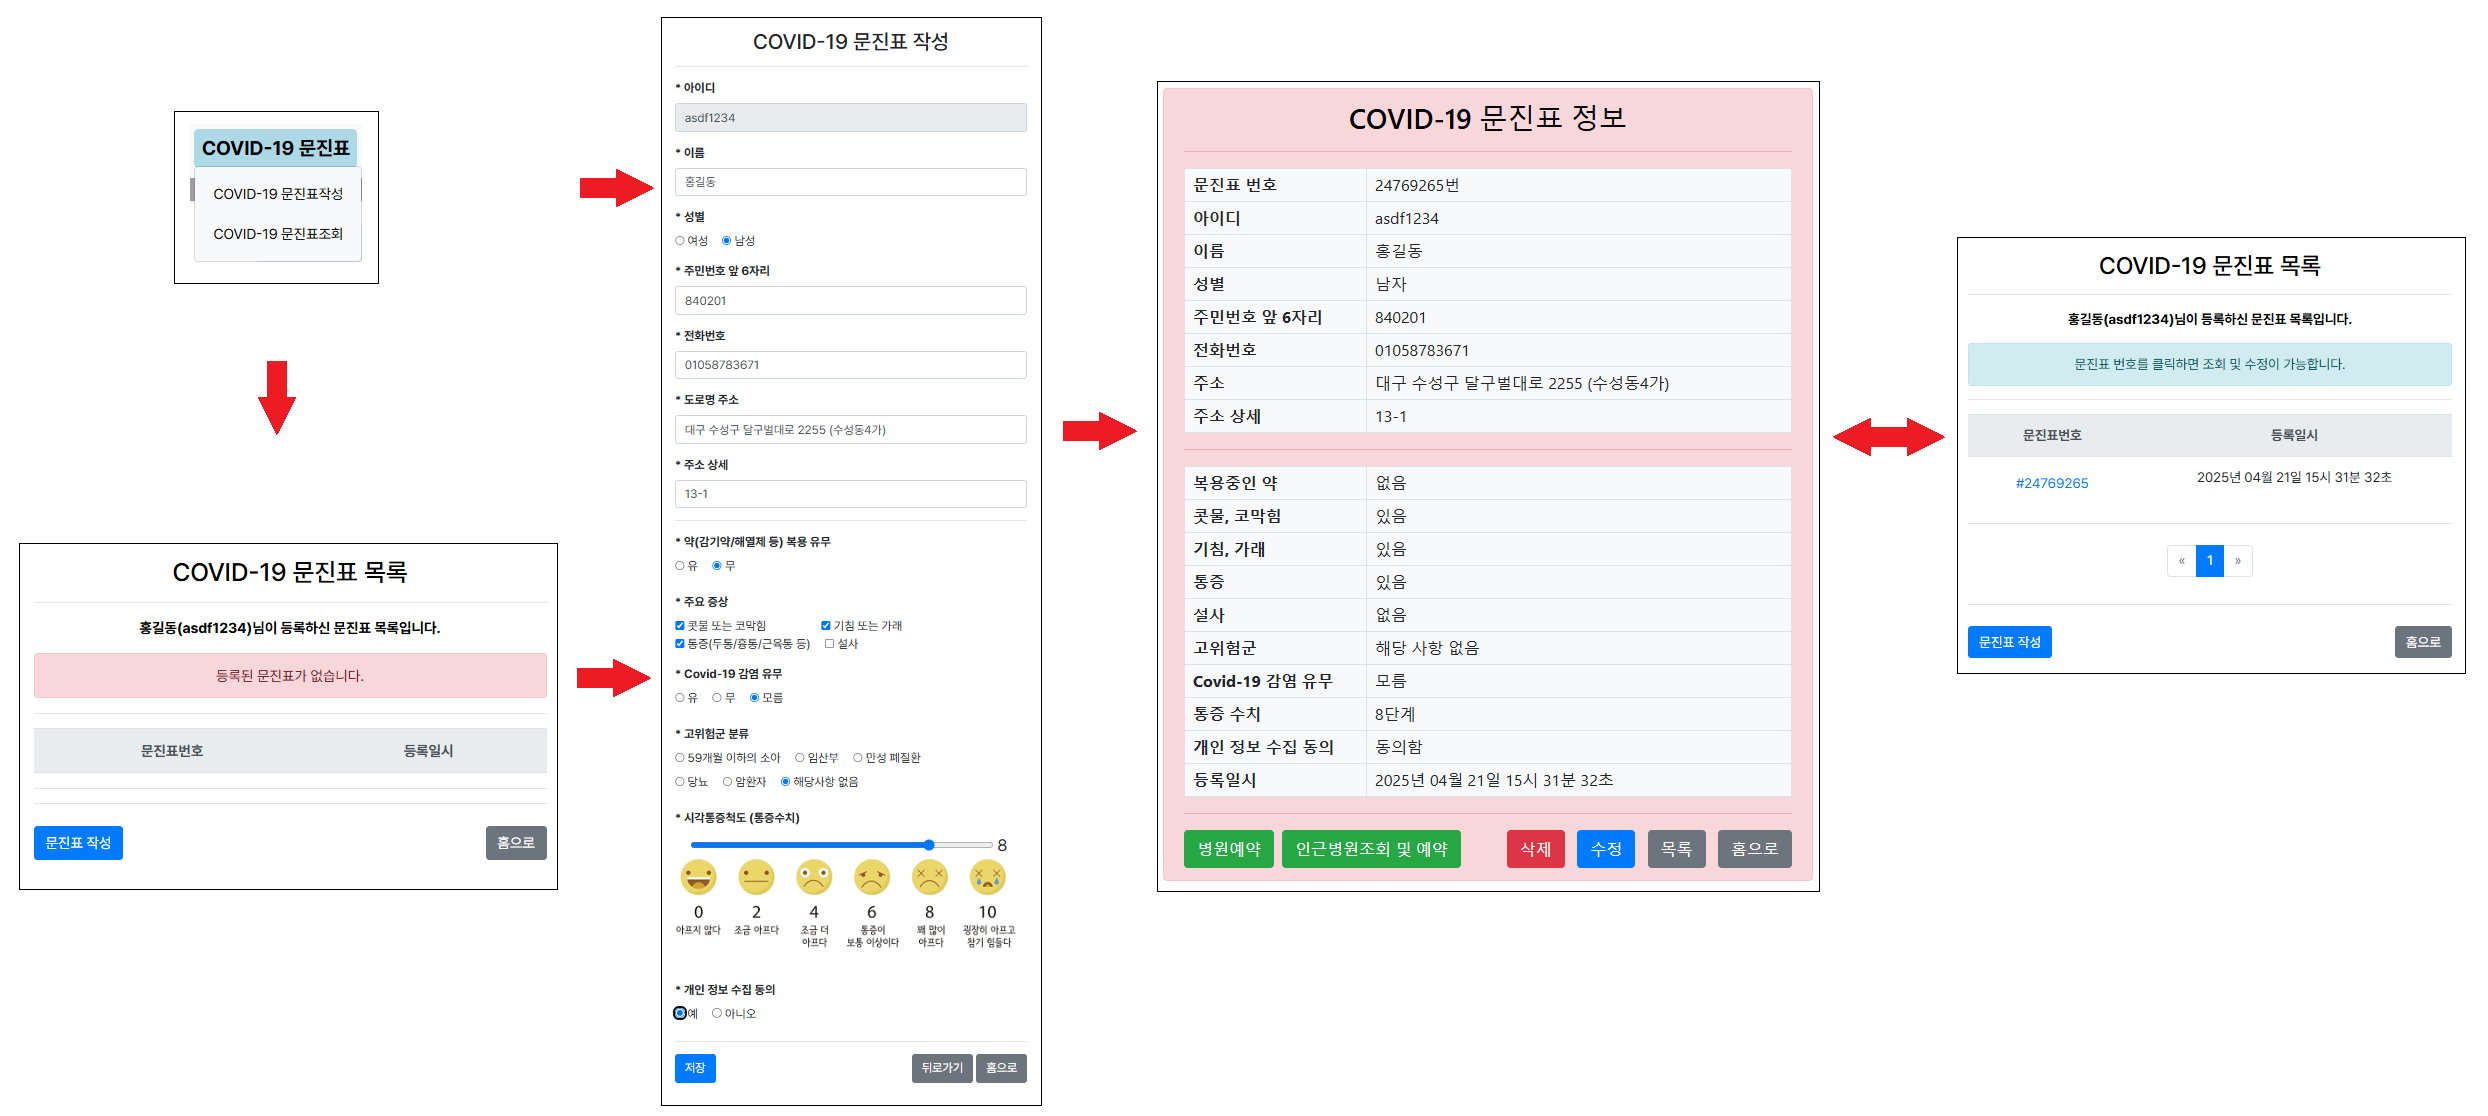 COVID-19 문진표
COVID-19 문진표작성
COVID-19 문진표조회
COVID-19 문진표 목록
홍길동(asdf1234)님이 등록하신 문진표 목록입니다.
등록된 문진표가 없습니다.
문진표번호 등록일시
문진표 작성 홈으로
COVID-19 문진표 작성
* 아이디
asdf1234
* 이름
홍길동
* 성별
여성 남성
* 주민번호 앞 6자리
840201
* 전화번호
01058783671
* 도로명 주소
대구 수성구 달구벌대로 2255 (수성동4가)
* 주소 상세
13-1
* 약(감기약/해열제 등) 복용 유무
유 무
* 주요 증상
콧물 또는 코막힘 기침 또는 가래
통증(두통/흉통/근육통 등) 설사
* Covid-19 감염 유무
유 무 모름
* 고위험군 분류
59개월 이하의 소아 임산부 만성 폐질환
당뇨 암환자 해당사항 없음
* 시각통증척도 (통증수치)
8
0 2 4 6 8 10
아프지 않다 조금 아프다 조금 더 통증이 꽤 많이 굉장히 아프고
아프다 보통 이상이다 아프다 참기 힘들다
* 개인 정보 수집 동의
예 아니오
저장 뒤로가기 홈으로
COVID-19 문진표 정보
문진표 번호 24769265번
아이디 asdf1234
이름 홍길동
성별 남자
주민번호 앞 6자리 840201
전화번호 01058783671
주소 대구 수성구 달구벌대로 2255 (수성동4가)
주소 상세 13-1
복용중인 약 없음
콧물, 코막힘 있음
기침, 가래 있음
통증 있음
설사 없음
고위험군 해당 사항 없음
Covid-19 감염 유무 모름
통증 수치 8단계
개인 정보 수집 동의 동의함
등록일시 2025년 04월 21일 15시 31분 32초
병원예약 인근병원조회 및 예약 삭제 수정 목록 홈으로
COVID-19 문진표 목록
홍길동(asdf1234)님이 등록하신 문진표 목록입니다.
문진표 번호를 클릭하면 조회 및 수정이 가능합니다.
문진표번호 등록일시
#24769265 2025년 04월 21일 15시 31분 32초
« 1 »
문진표 작성 홈으로